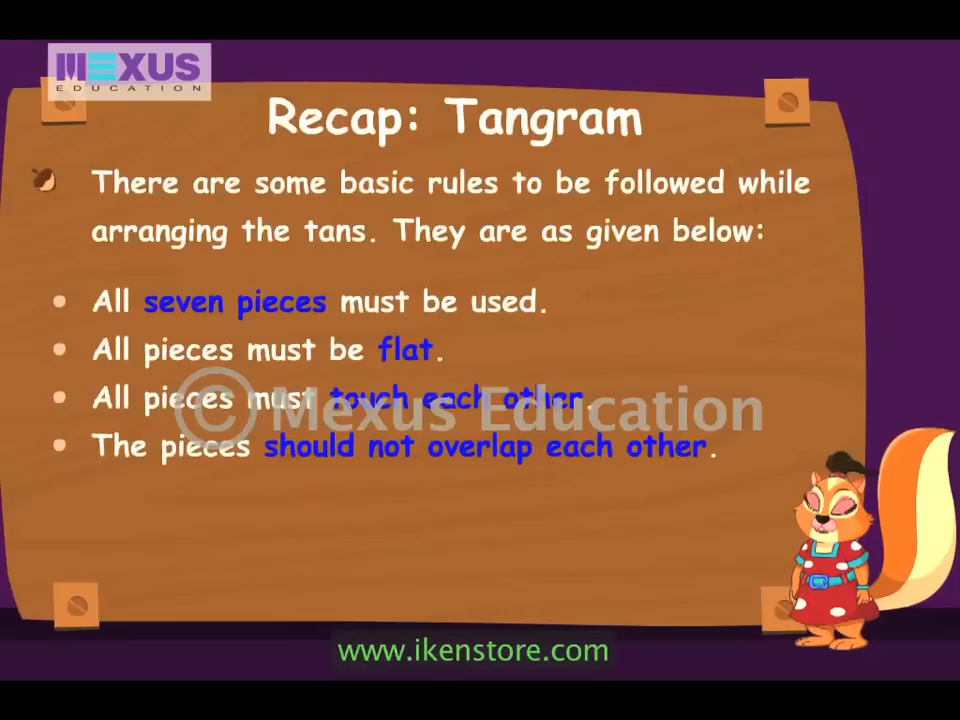 MEXUS
EDUCATION
Recap: Tangram
There are some basic rules to be followed while
arranging the tans. They are as given below:
All seven pieces must be used.
All pieces must be flat.
All pieces must touch each other.
© Mexus Education
The pieces should not overlap each other.
www.ikenstore.com